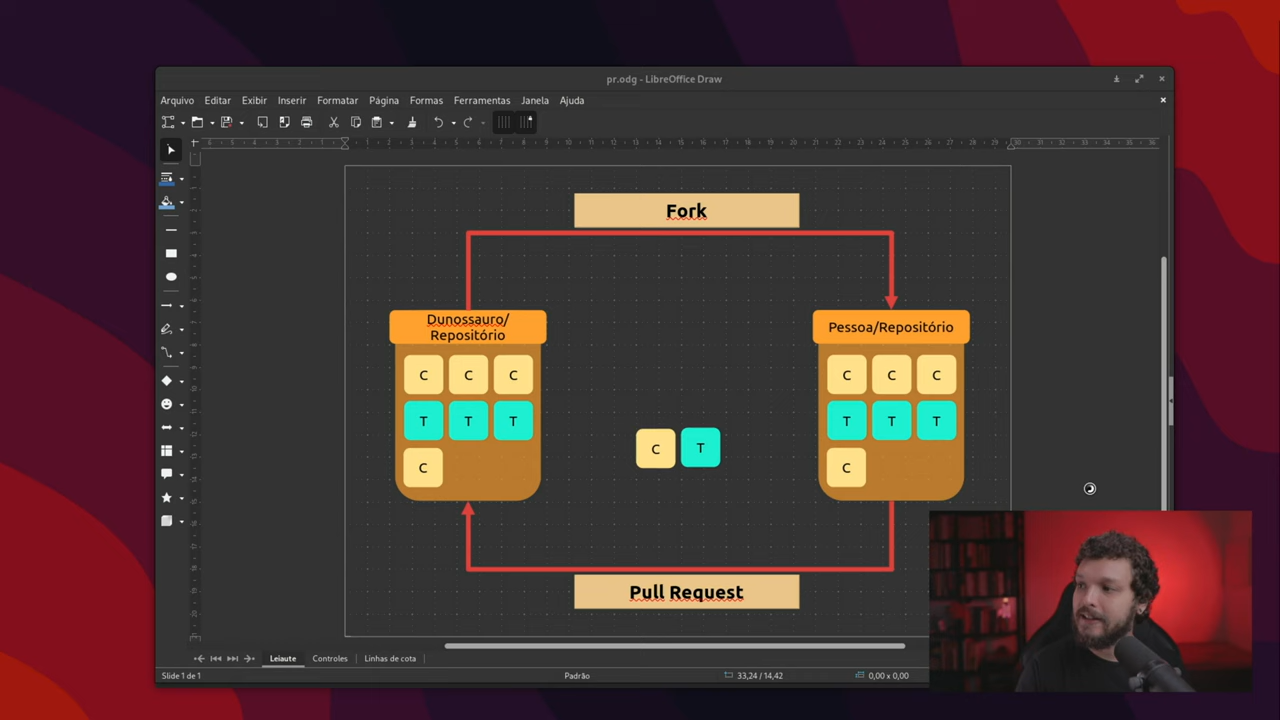 pr.odg - LibreOffice Draw
Arquivo Editar Exibir Inserir Formatar Página Formas Ferramentas Janela Ajuda
Fork
Dunossauro/
Repositório
Pessoa/Repositório
C C C
C C C
T T T
T T T
C T
C
C
Pull Request
Leiaute Controles Linhas de cota
Slide 1 de 1 Padrão 33,24 / 14,42 0,00 x 0,00